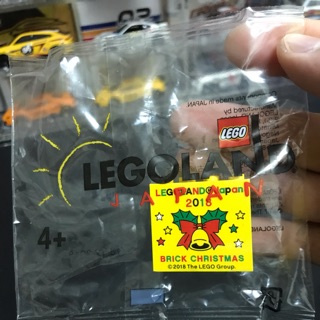 LEGO
LEGOLAND
JAPAN
4+
LEGOLAND® Japan
2018
BRICK CHRISTMAS
©2018 The LEGO Group.